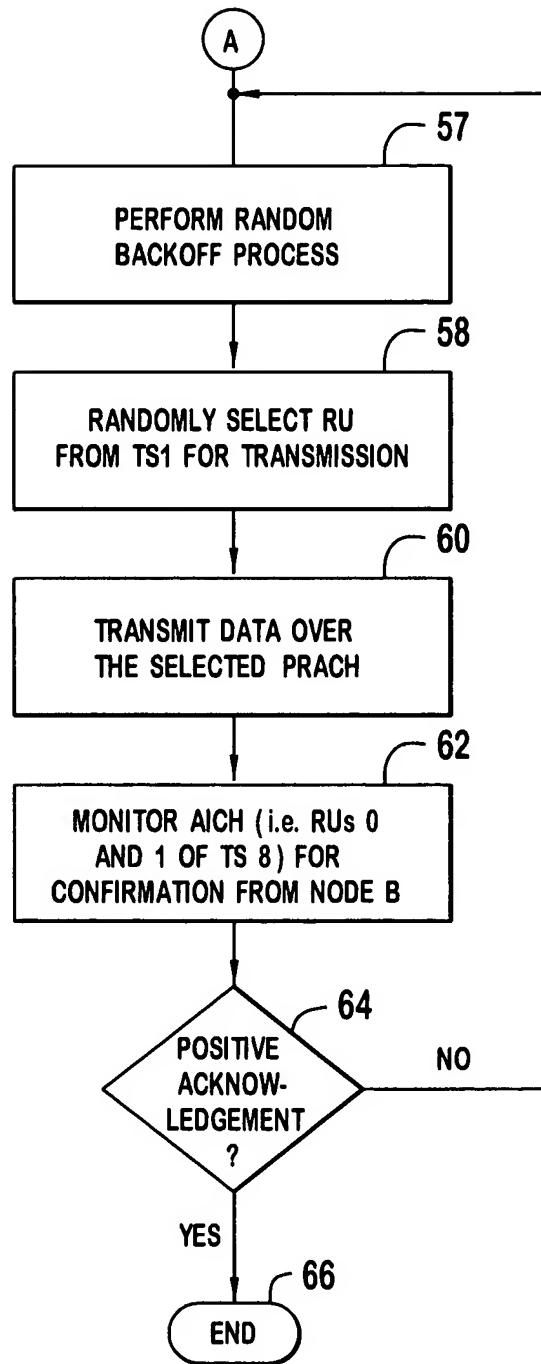 A
57
PERFORM RANDOM
BACKOFF PROCESS
58
RANDOMLY SELECT RU
FROM TS1 FOR TRANSMISSION
60
TRANSMIT DATA OVER
THE SELECTED PRACH
62
MONITOR AICH (i.e. RUs 0
AND 1 OF TS 8) FOR
CONFIRMATION FROM NODE B
64
POSITIVE
ACKNOW-
LEDGEMENT
?
NO
YES
66
END